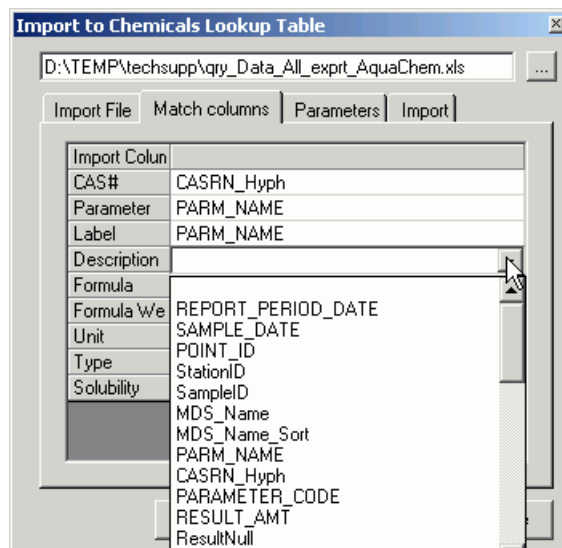 Import to Chemicals Lookup Table
D:\TEMP\techsupp\qry_Data_All_exprt_AquaChem.xls ...
Import File Match columns Parameters Import
Import Colun
CAS# CASRN_Hyph
Parameter PARM_NAME
Label PARM_NAME
Description
Formula
Formula We REPORT_PERIOD_DATE
Unit SAMPLE_DATE
POINT_ID
Type StationID
Solubility SampleID
MDS_Name
MDS_Name_Sort
PARM_NAME
CASRN_Hyph
PARAMETER_CODE
RESULT_AMT
ResultNull